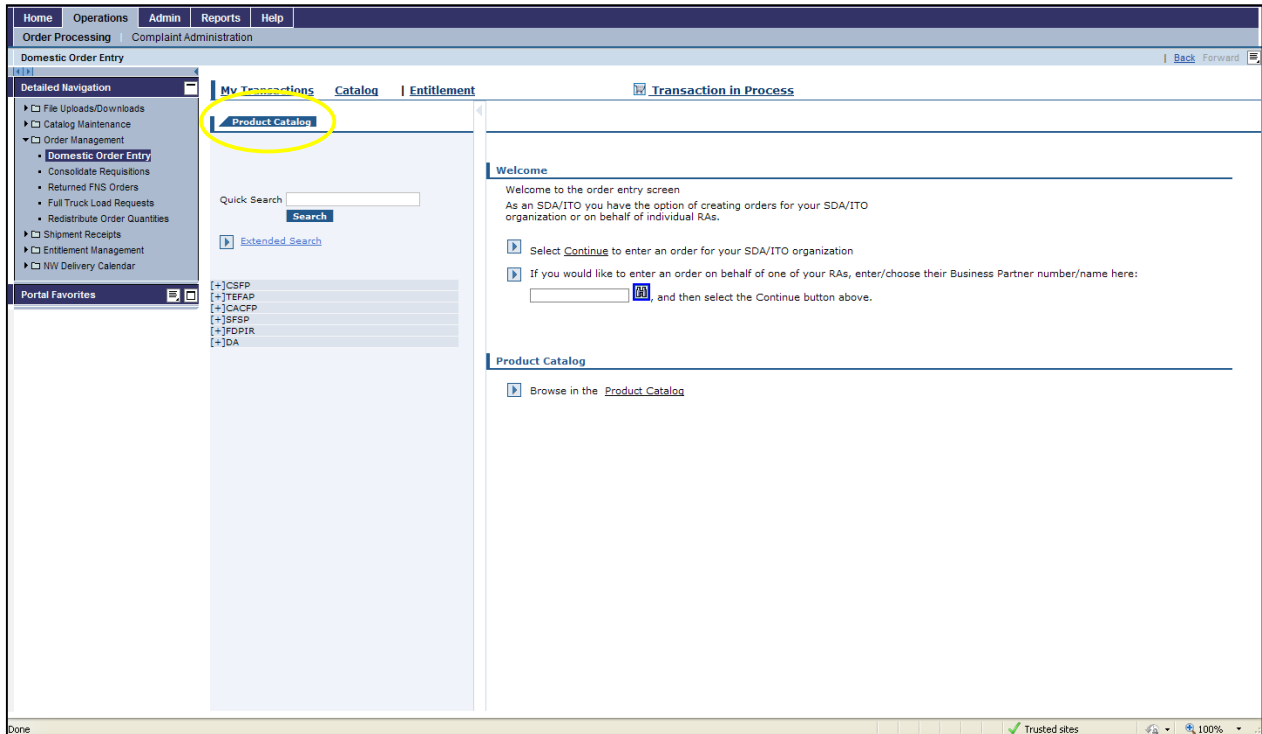 Home Operations Admin Reports Help
Order Processing | Complaint Administration
Domestic Order Entry | Back Forward
Detailed Navigation
File Uploads/Downloads
Catalog Maintenance
Order Management
Domestic Order Entry
Consolidate Requisitions
Returned FNS Orders
Full Truck Load Requests
Redistribute Order Quantities
Shipment Receipts
Entitlement Management
NW Delivery Calendar
Portal Favorites
My Transactions Catalog | Entitlement Transaction in Process
Product Catalog
Quick Search
Search
Extended Search
[+]CSFP
[+]TEFAP
[+]CACFP
[+]SFSP
[+]FDPIR
[+]DA
Welcome
Welcome to the order entry screen
As an SDA/ITO you have the option of creating orders for your SDA/ITO
organization or on behalf of individual RAs.
Select Continue to enter an order for your SDA/ITO organization
If you would like to enter an order on behalf of one of your RAs, enter/choose their Business Partner number/name here:
, and then select the Continue button above.
Product Catalog
Browse in the Product Catalog
Done Trusted sites 100%